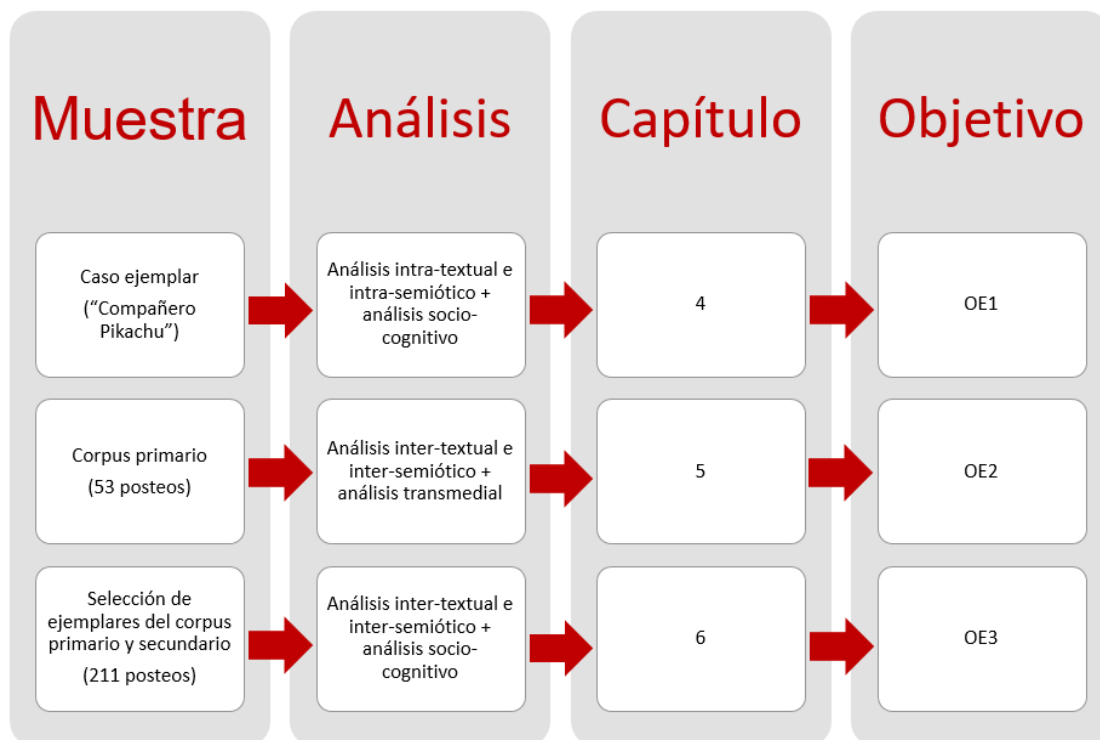 Muestra
Análisis
Capítulo
Objetivo
Caso ejemplar
(“Compañero
Pikachu”)
Análisis intra-textual e
intra-semiótico +
análisis socio-
cognitivo
4
OE1
Corpus primario
(53 posteos)
Análisis inter-textual e
inter-semiótico +
análisis transmedial
5
OE2
Selección de
ejemplares del corpus
primario y secundario
(211 posteos)
Análisis inter-textual e
inter-semiótico +
análisis socio-
cognitivo
6
OE3